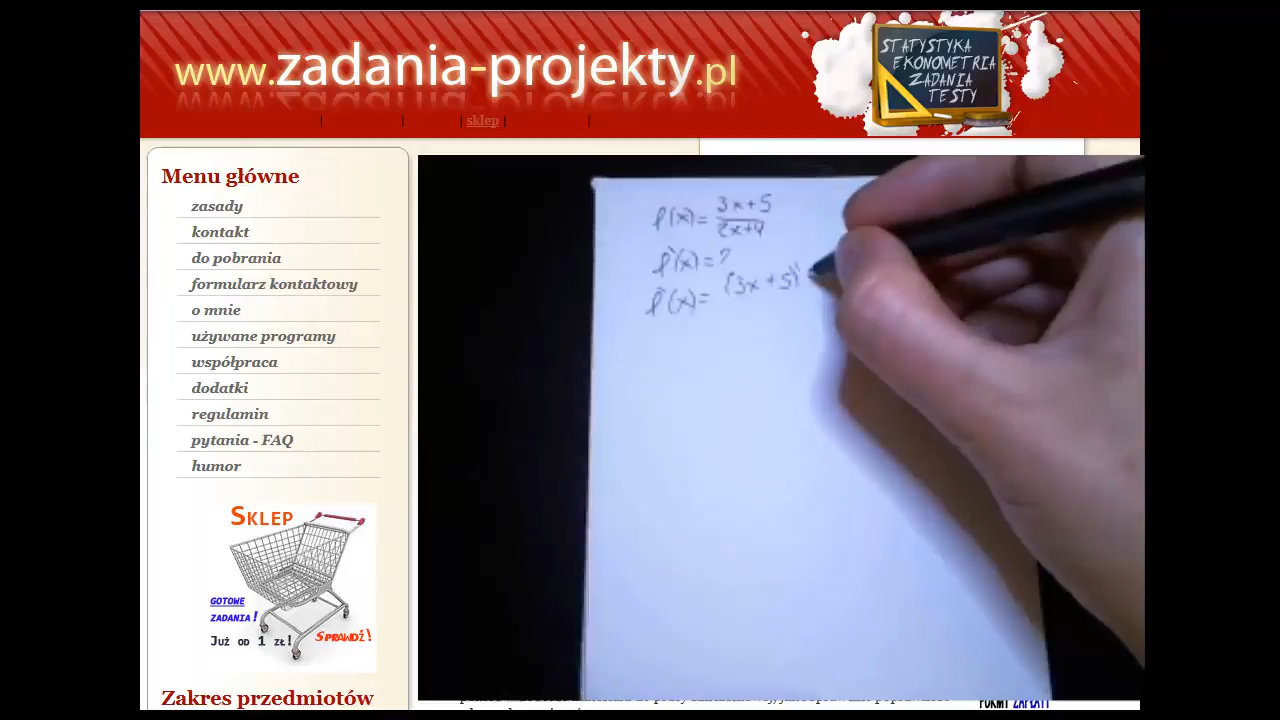 www.zadania-projekty.pl
STATYSTYKA
EKONOMETRIA
ZADANIA
TESTY
sklep
Menu główne
zasady
kontakt
do pobrania
formularz kontaktowy
o mnie
używane programy
współpraca
dodatki
regulamin
pytania - FAQ
humor
SKLEP
GOTOWE
ZADANIA!
JUŻ OD 1 ZŁ!
SPRAWDŹ!
Zakres przedmiotów
f(x) = 3x+5
2x+4
f'(x) = ?
f'(x) = (3x+5)'